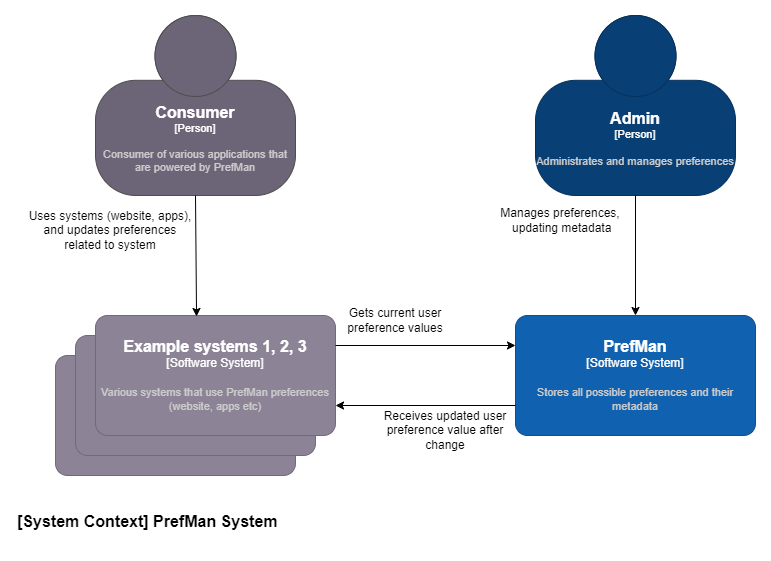 Consumer
[Person]
Consumer of various applications that
are powered by PrefMan
Admin
[Person]
Administrates and manages preferences
Uses systems (website, apps),
and updates preferences
related to system
Manages preferences,
updating metadata
Example systems 1, 2, 3
[Software System]
Various systems that use PrefMan preferences
(website, apps etc)
Gets current user
preference values
Receives updated user
preference value after
change
PrefMan
[Software System]
Stores all possible preferences and their
metadata
[System Context] PrefMan System